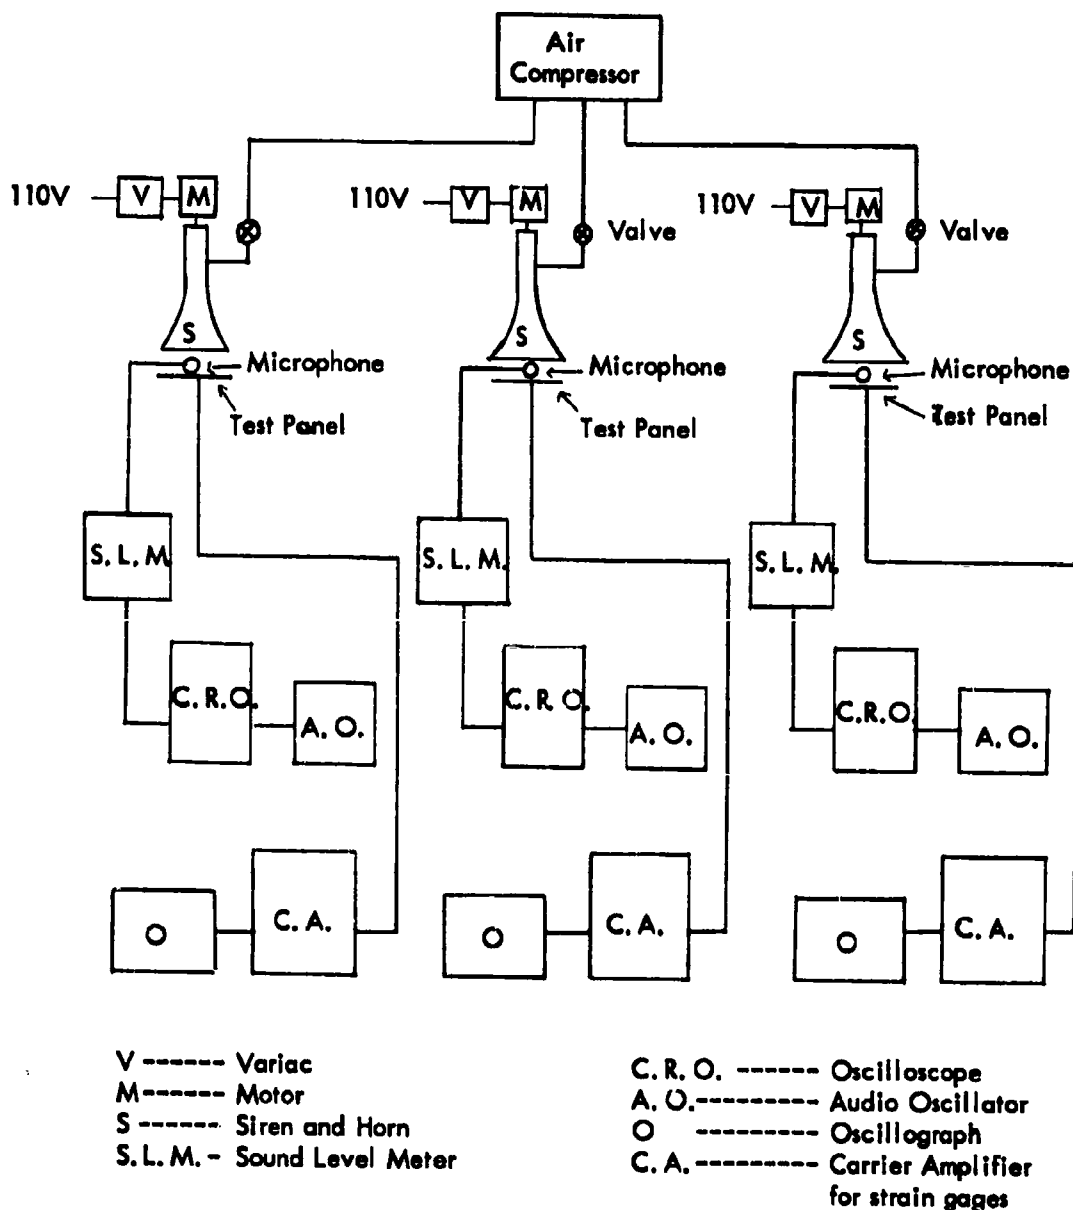 Air
Compressor
110V
V
M
110V
V
M
110V
V
M
Valve
Valve
S
S
S
Microphone
Microphone
Microphone
Test Panel
Test Panel
Test Panel
S. L. M.
S. L. M.
S. L. M.
C. R. O.
A. O.
C. R. O.
A. O.
C.R.O.
A. O.
O
C. A.
O
C. A.
O
C. A.
V ------ Variac
M ------ Motor
S ------ Siren and Horn
S.L.M. - Sound Level Meter
C. R. O. ------ Oscilloscope
A. O. --------- Audio Oscillator
O --------- Oscillograph
C. A. --------- Carrier Amplifier
for strain gages